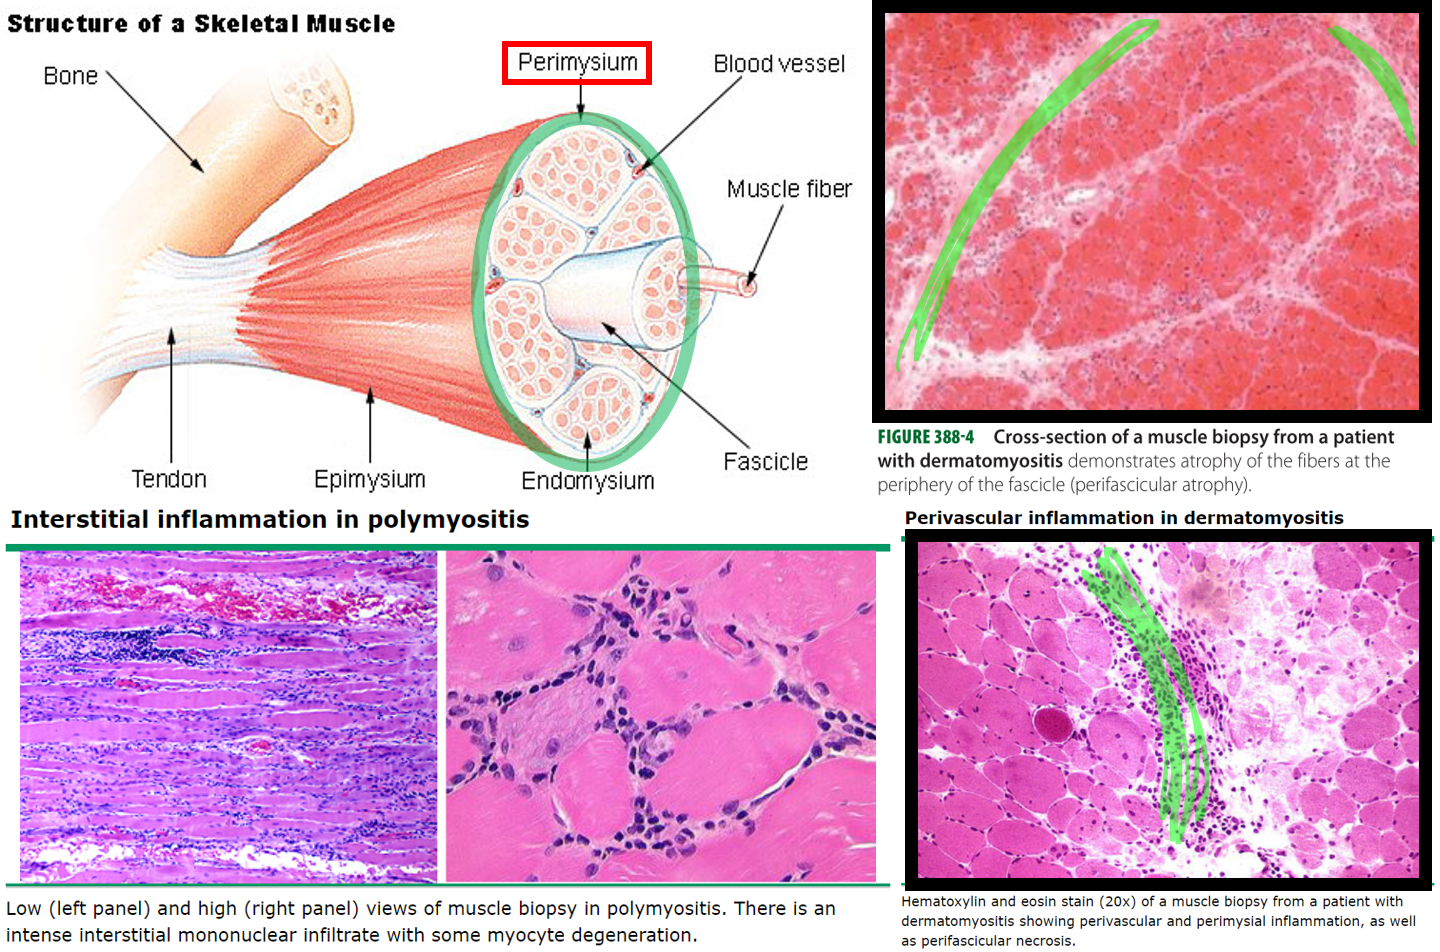 Structure of a Skeletal Muscle
Bone
Perimysium
Blood vessel
Muscle fiber
Tendon
Epimysium
Endomysium
Fascicle
FIGURE 388-4 Cross-section of a muscle biopsy from a patient
with dermatomyositis demonstrates atrophy of the fibers at the
periphery of the fascicle (perifascicular atrophy).
Interstitial inflammation in polymyositis
Low (left panel) and high (right panel) views of muscle biopsy in polymyositis. There is an
intense interstitial mononuclear infiltrate with some myocyte degeneration.
Perivascular inflammation in dermatomyositis
Hematoxylin and eosin stain (20x) of a muscle biopsy from a patient with
dermatomyositis showing perivascular and perimysial inflammation, as well
as perifascicular necrosis.